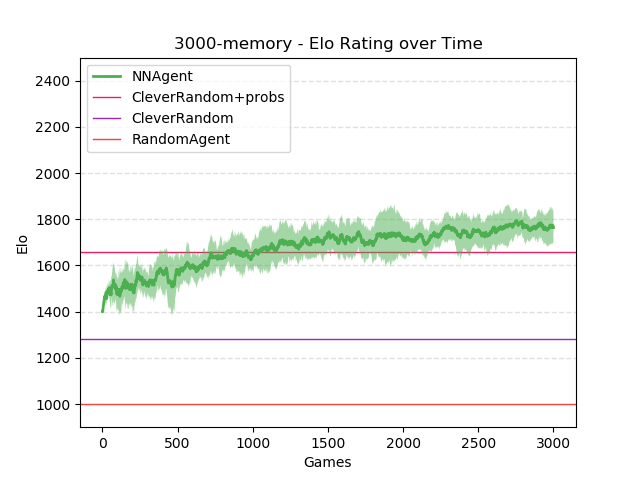 3000-memory - Elo Rating over Time
NNAgent
CleverRandom+probs
CleverRandom
RandomAgent
2400
2200
2000
1800
1600
1400
1200
1000
Elo
0 500 1000 1500 2000 2500 3000
Games